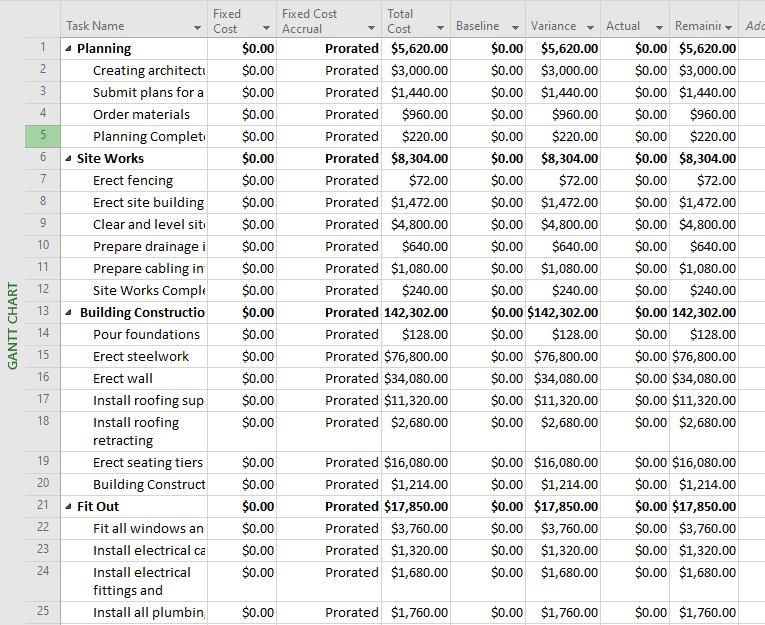 Task Name Fixed Cost Fixed Cost Accrual Total Cost Baseline Variance Actual Remainir Add
1 Planning $0.00 Prorated $5,620.00 $0.00 $5,620.00 $0.00 $5,620.00
2 Creating architectu $0.00 Prorated $3,000.00 $0.00 $3,000.00 $0.00 $3,000.00
3 Submit plans for a $0.00 Prorated $1,440.00 $0.00 $1,440.00 $0.00 $1,440.00
4 Order materials $0.00 Prorated $960.00 $0.00 $960.00 $0.00 $960.00
5 Planning Complete $0.00 Prorated $220.00 $0.00 $220.00 $0.00 $220.00
6 Site Works $0.00 Prorated $8,304.00 $0.00 $8,304.00 $0.00 $8,304.00
7 Erect fencing $0.00 Prorated $72.00 $0.00 $72.00 $0.00 $72.00
8 Erect site building $0.00 Prorated $1,472.00 $0.00 $1,472.00 $0.00 $1,472.00
9 Clear and level site $0.00 Prorated $4,800.00 $0.00 $4,800.00 $0.00 $4,800.00
10 Prepare drainage i $0.00 Prorated $640.00 $0.00 $640.00 $0.00 $640.00
11 Prepare cabling in $0.00 Prorated $1,080.00 $0.00 $1,080.00 $0.00 $1,080.00
12 Site Works Comple $0.00 Prorated $240.00 $0.00 $240.00 $0.00 $240.00
13 Building Constructio $0.00 Prorated 142,302.00 $0.00 $142,302.00 $0.00 142,302.00
14 Pour foundations $0.00 Prorated $128.00 $0.00 $128.00 $0.00 $128.00
15 Erect steelwork $0.00 Prorated $76,800.00 $0.00 $76,800.00 $0.00 $76,800.00
16 Erect wall $0.00 Prorated $34,080.00 $0.00 $34,080.00 $0.00 $34,080.00
17 Install roofing sup $0.00 Prorated $11,320.00 $0.00 $11,320.00 $0.00 $11,320.00
18 Install roofing $0.00 Prorated $2,680.00 $0.00 $2,680.00 $0.00 $2,680.00
retracting
19 Erect seating tiers $0.00 Prorated $16,080.00 $0.00 $16,080.00 $0.00 $16,080.00
20 Building Construct $0.00 Prorated $1,214.00 $0.00 $1,214.00 $0.00 $1,214.00
21 Fit Out $0.00 Prorated $17,850.00 $0.00 $17,850.00 $0.00 $17,850.00
22 Fit all windows an $0.00 Prorated $3,760.00 $0.00 $3,760.00 $0.00 $3,760.00
23 Install electrical ca $0.00 Prorated $1,320.00 $0.00 $1,320.00 $0.00 $1,320.00
24 Install electrical $0.00 Prorated $1,680.00 $0.00 $1,680.00 $0.00 $1,680.00
fittings and
25 Install all plumbin $0.00 Prorated $1,760.00 $0.00 $1,760.00 $0.00 $1,760.00
GANTT CHART